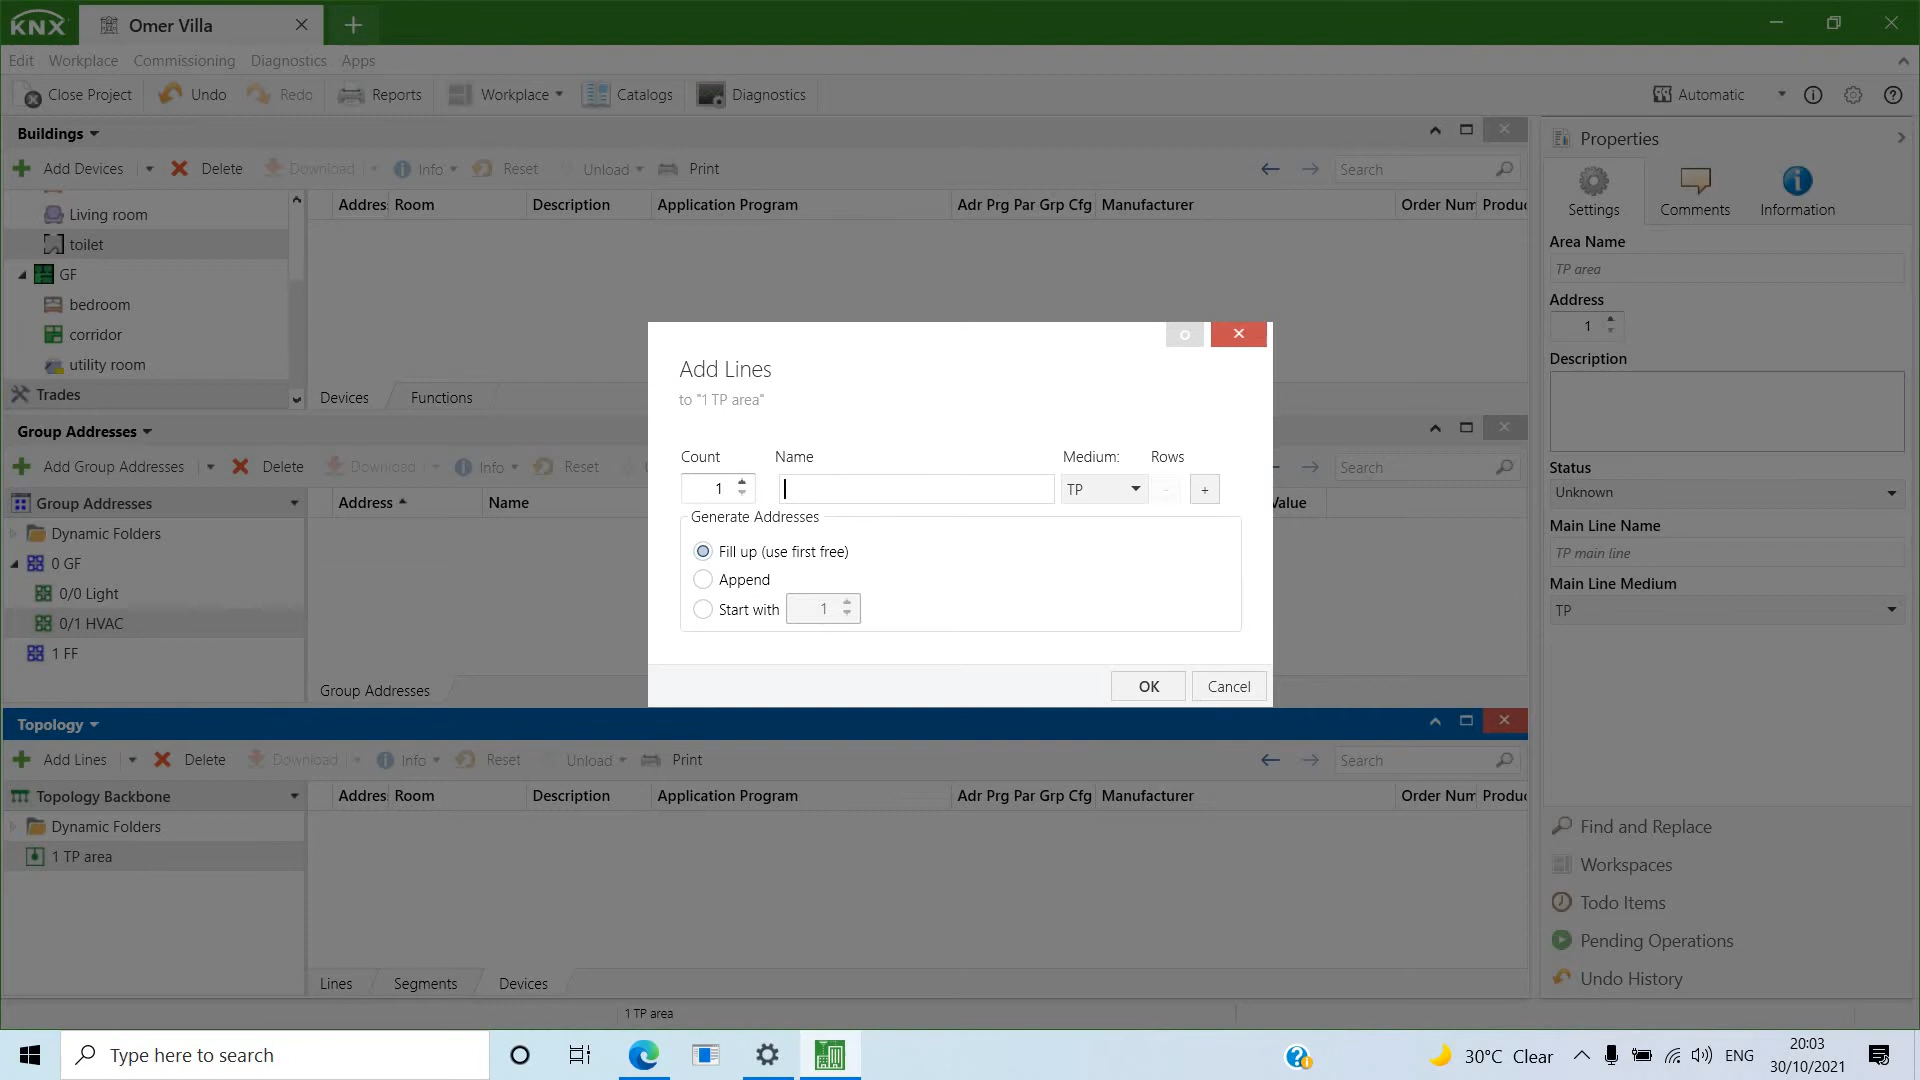 KNX Omer Villa
Edit Workplace Commissioning Diagnostics Apps
Close Project Undo Redo Reports Workplace Catalogs Diagnostics Automatic
Buildings
Add Devices Delete Download Info Reset Unload Print Search
Living room
toilet
GF
bedroom
corridor
utility room
Trades
Addres Room Description Application Program Adr Prg Par Grp Cfg Manufacturer Order Num Produc
Devices Functions
Group Addresses
Add Group Addresses Delete Download Info Reset Search
Group Addresses
Dynamic Folders
0 GF
0/0 Light
0/1 HVAC
1 FF
Address Name Value
Group Addresses
Add Lines
to "1 TP area"
Count Name Medium: Rows
1 TP - +
Generate Addresses
Fill up (use first free)
Append
Start with 1
OK Cancel
Topology
Add Lines Delete Download Info Reset Unload Print Search
Topology Backbone
Dynamic Folders
1 TP area
Addres Room Description Application Program Adr Prg Par Grp Cfg Manufacturer Order Num Produc
Lines Segments Devices
1 TP area
Properties
Settings Comments Information
Area Name
TP area
Address
1
Description
Status
Unknown
Main Line Name
TP main line
Main Line Medium
TP
Find and Replace
Workspaces
Todo Items
Pending Operations
Undo History
Type here to search
30°C Clear ENG
20:03
30/10/2021